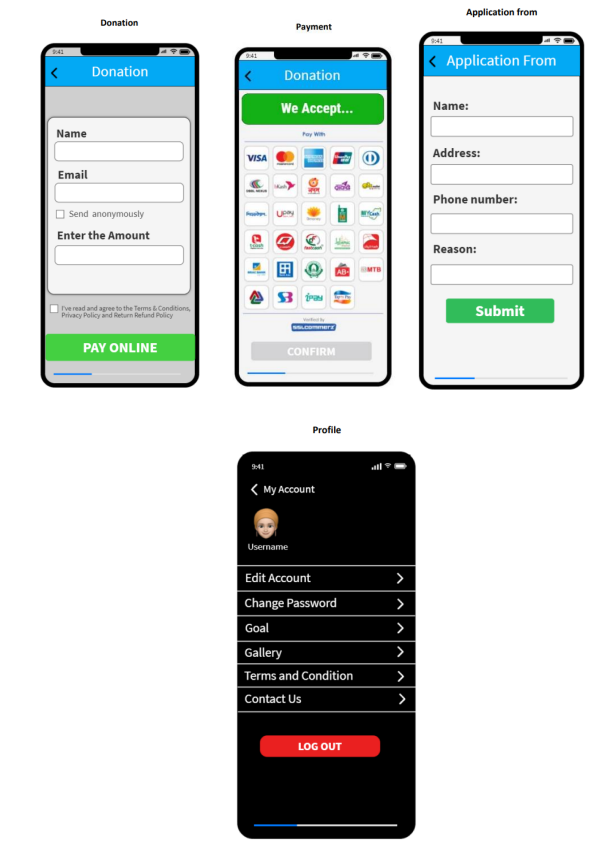 Donation
Payment
Application from
9:41
Donation
Name
Email
Send anonymously
Enter the Amount
I've read and agree to the Terms & Conditions,
Privacy Policy and Return Refund Policy
PAY ONLINE
9:41
Donation
We Accept...
Pay With
VISA
upay
MTB
Verified by
SSLCOMMERZ
CONFIRM
9:41
Application From
Name:
Address:
Phone number:
Reason:
Submit
Profile
9:41
My Account
Username
Edit Account
Change Password
Goal
Gallery
Terms and Condition
Contact Us
LOG OUT